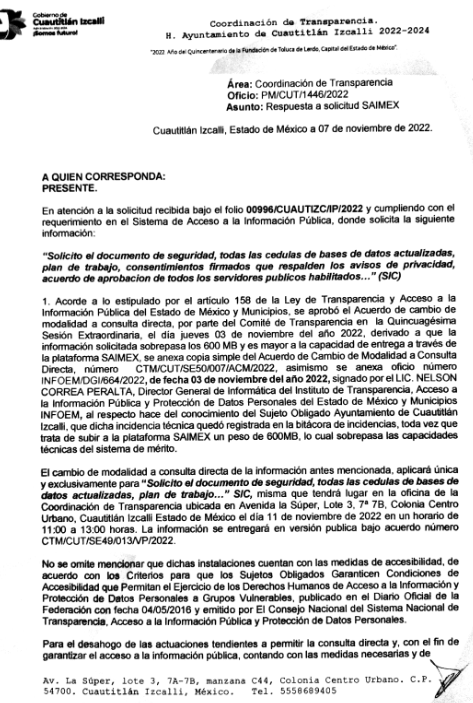 Gobierno de
Cuautitlán Izcalli
¡Somos futuro!
Coordinación de Transparencia.
H. Ayuntamiento de Cuautitlán Izcalli 2022-2024
"2022 Año del Quincentenario de la Fundación de Toluca de Lerdo, Capital del Estado de México".
Área: Coordinación de Transparencia
Oficio: PM/CUT/1446/2022
Asunto: Respuesta a solicitud SAIMEX
Cuautitlán Izcalli, Estado de México a 07 de noviembre de 2022.
A QUIEN CORRESPONDA:
PRESENTE.
En atención a la solicitud recibida bajo el folio 00996/CUAUTIZC/IP/2022 y cumpliendo con el
requerimiento en el Sistema de Acceso a la Información Pública, donde solicita la siguiente
información:
"Solicito el documento de seguridad, todas las cedulas de bases de datos actualizadas,
plan de trabajo, consentimientos firmados que respalden los avisos de privacidad,
acuerdo de aprobacion de todos los servidores publicos habilitados..." (SIC)
1. Acorde a lo estipulado por el artículo 158 de la Ley de Transparencia y Acceso a la
Información Pública del Estado de México y Municipios, se aprobó el Acuerdo de cambio de
modalidad a consulta directa, por parte del Comité de Transparencia en la Quincuagésima
Sesión Extraordinaria, el día jueves 03 de noviembre del año 2022, derivado a que la
información solicitada sobrepasa los 600 MB y es mayor a la capacidad de entrega a través de
la plataforma SAIMEX, se anexa copia simple del Acuerdo de Cambio de Modalidad a Consulta
Directa, número CTM/CUT/SE50/007/ACM/2022, asimismo se anexa oficio número
INFOEM/DGI/664/2022, de fecha 03 de noviembre del año 2022, signado por el LIC. NELSON
CORREA PERALTA, Director General de Informática del Instituto de Transparencia, Acceso a
la Información Pública y Protección de Datos Personales del Estado de México y Municipios
INFOEM, al respecto hace del conocimiento del Sujeto Obligado Ayuntamiento de Cuautitlán
Izcalli, que dicha incidencia técnica quedó registrada en la bitácora de incidencias, toda vez que
trata de subir a la plataforma SAIMEX un peso de 600MB, lo cual sobrepasa las capacidades
técnicas del sistema de mérito.
El cambio de modalidad a consulta directa de la información antes mencionada, aplicará única
y exclusivamente para "Solicito el documento de seguridad, todas las cedulas de bases de
datos actualizadas, plan de trabajo..." SIC, misma que tendrá lugar en la oficina de la
Coordinación de Transparencia ubicada en Avenida la Súper, Lote 3, 7ª 7B, Colonia Centro
Urbano, Cuautitlán Izcalli Estado de México el día 11 de noviembre de 2022 en un horario de
11:00 a 13:00 horas. La información se entregará en versión publica bajo acuerdo número
CTM/CUT/SE49/013/VP/2022.
No se omite mencionar que dichas instalaciones cuentan con las medidas de accesibilidad, de
acuerdo con los Criterios para que los Sujetos Obligados Garanticen Condiciones de
Accesibilidad que Permitan el Ejercicio de los Derechos Humanos de Acceso a la Información y
Protección de Datos Personales a Grupos Vulnerables, publicado en el Diario Oficial de la
Federación con fecha 04/05/2016 y emitido por El Consejo Nacional del Sistema Nacional de
Transparencia, Acceso a la Información Pública y Protección de Datos Personales.
Para el desahogo de las actuaciones tendientes a permitir la consulta directa y, con el fin de
garantizar el acceso a la información pública, contando con las medidas necesarias y de
Av. La Súper, lote 3, 7A-7B, manzana C44, Colonia Centro Urbano. C.P.
54700. Cuautitlán Izcalli, México. Tel. 5558689405